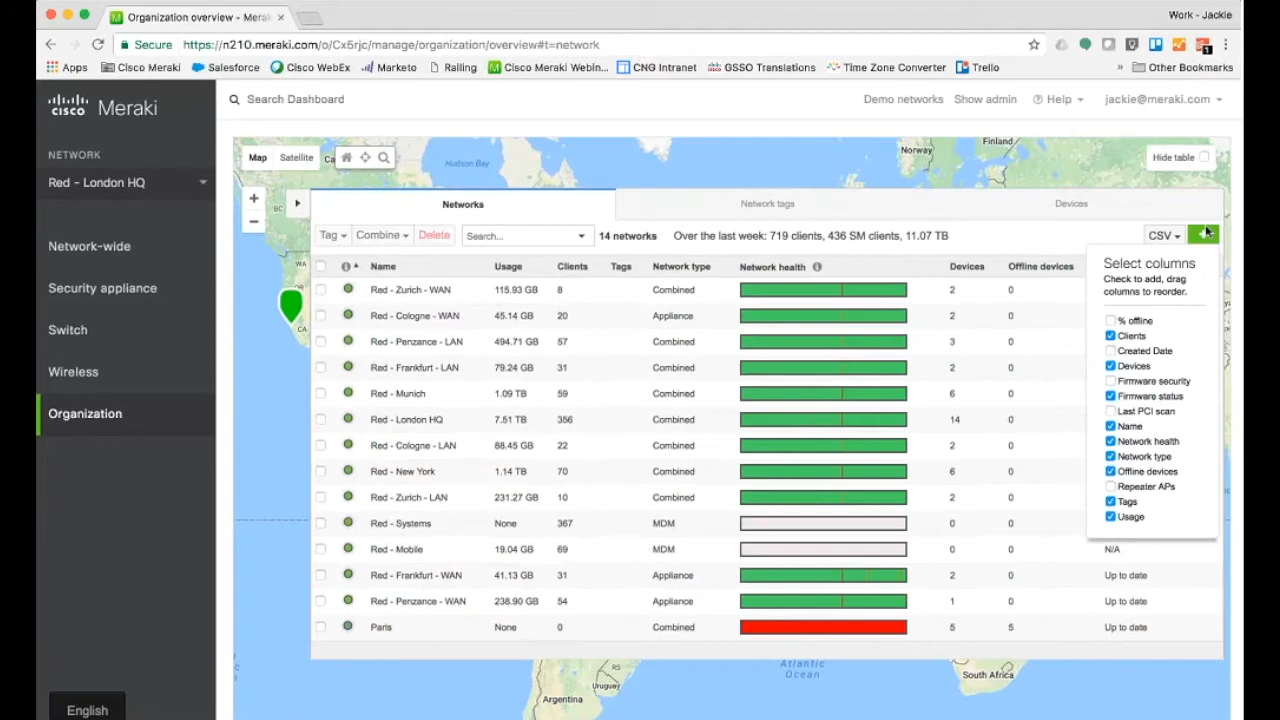 Organization overview - Merak
Work - Jackie
Secure https://n210.meraki.com/o/Cx5rjc/manage/organization/overview#t=network
1
Apps Cisco Meraki Salesforce Cisco WebEx Marketo Railing Cisco Meraki Webin... CNG Intranet GSSO Translations Time Zone Converter Trello » Other Bookmarks
CISCO Meraki
Search Dashboard
Demo networks Show admin Help jackie@meraki.com
NETWORK
Red - London HQ
Network-wide
Security appliance
Switch
Wireless
Organization
English
Map Satellite
Ca
Hudson Bay
Norway
Finland
Hide table
+
−
BC
WA
CA
Networks Network tags Devices
Tag Combine Delete Search... 14 networks Over the last week: 719 clients, 436 SM clients, 11.07 TB CSV
Name Usage Clients Tags Network type Network health Devices Offline devices
Red - Zurich - WAN 115.93 GB 8 Combined 2 0
Red - Cologne - WAN 45.14 GB 20 Appliance 2 0
Red - Penzance - LAN 494.71 GB 57 Combined 3 0
Red - Frankfurt - LAN 79.24 GB 31 Combined 2 0
Red - Munich 1.09 TB 59 Combined 6 0
Red - London HQ 7.51 TB 356 Combined 14 0
Red - Cologne - LAN 88.45 GB 22 Combined 2 0
Red - New York 1.14 TB 70 Combined 6 0
Red - Zurich - LAN 231.27 GB 10 Combined 2 0
Red - Systems None 367 MDM 0 0
Red - Mobile 19.04 GB 69 MDM 0 0 N/A
Red - Frankfurt - WAN 41.13 GB 31 Appliance 2 0 Up to date
Red - Penzance - WAN 238.90 GB 54 Appliance 1 0 Up to date
Paris None 0 Combined 5 5 Up to date
Select columns
Check to add, drag
columns to reorder.
% offline
Clients
Created Date
Devices
Firmware security
Firmware status
Last PCI scan
Name
Network health
Network type
Offline devices
Repeater APs
Tags
Usage
RS
Uruguay
Argentina
Atlantic
Ocean
South Africa